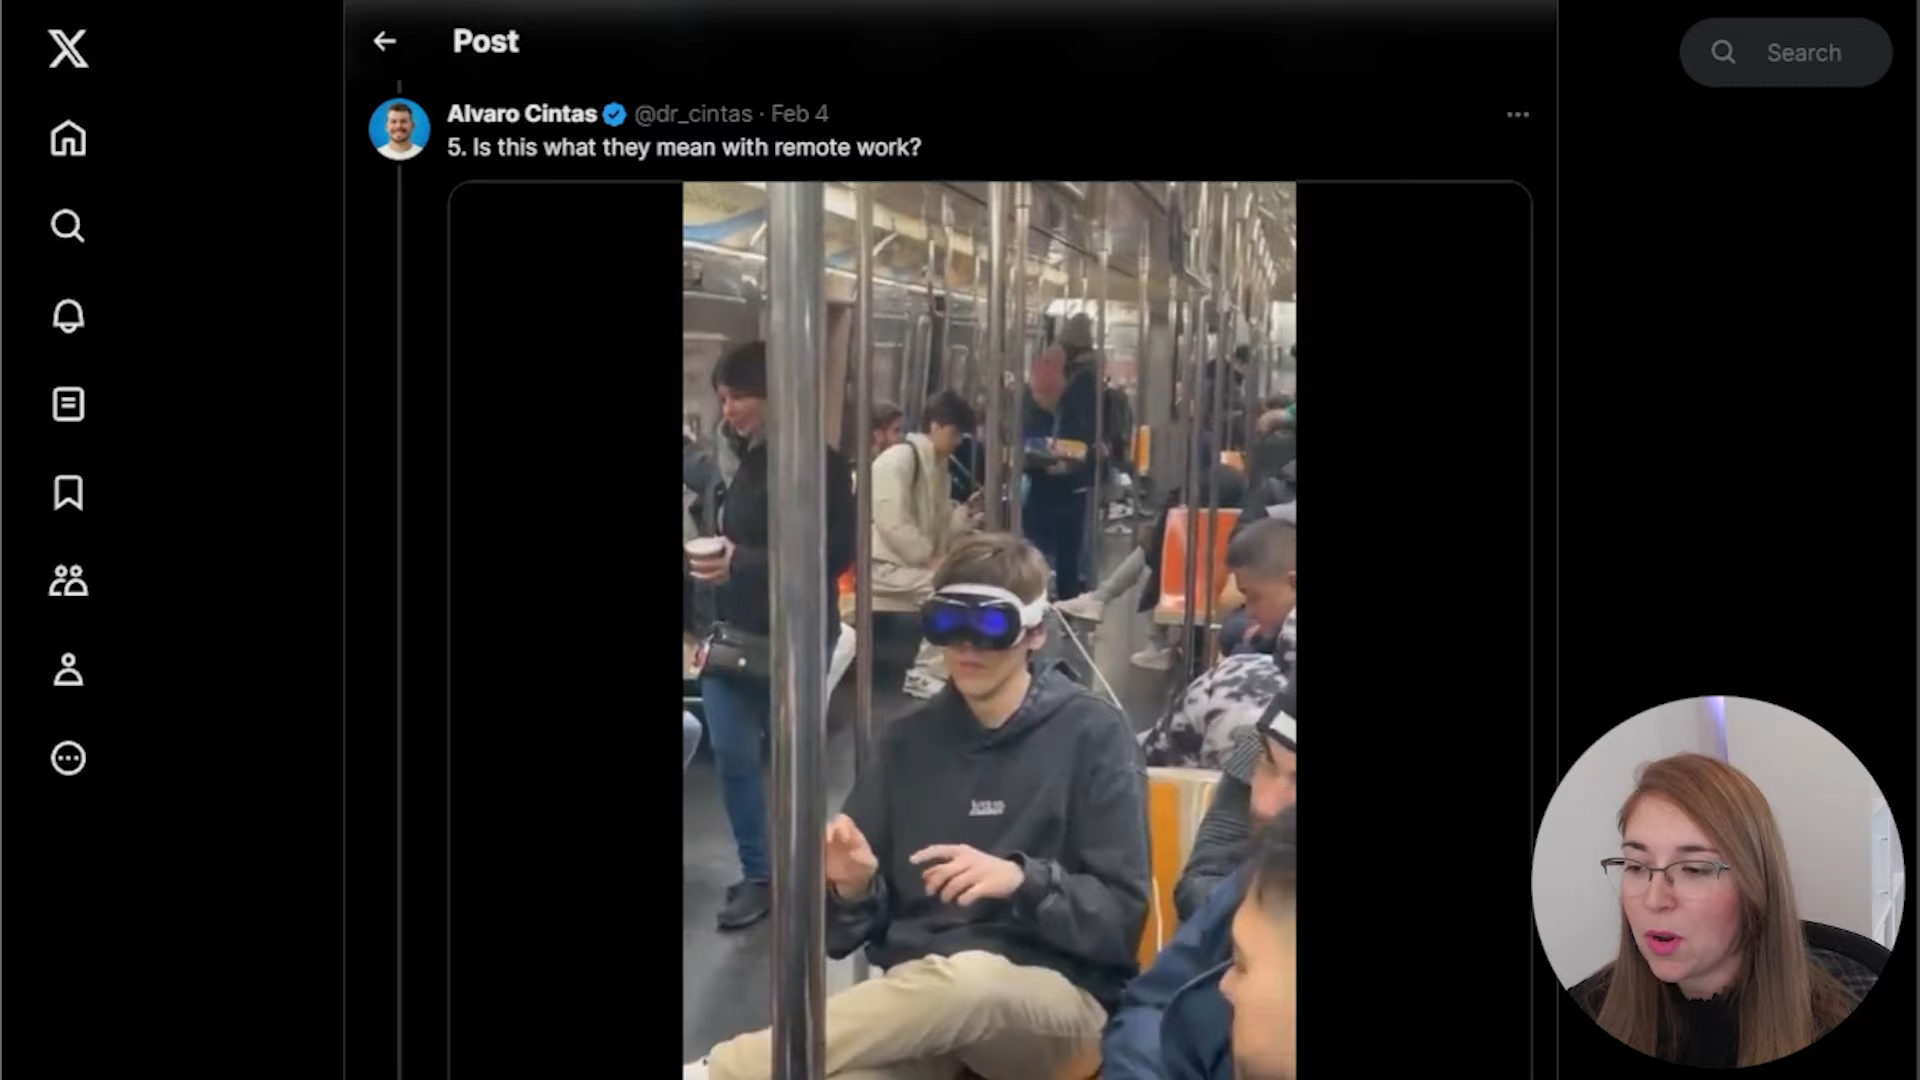 Post
Search
Alvaro Cintas @dr_cintas · Feb 4
5. Is this what they mean with remote work?